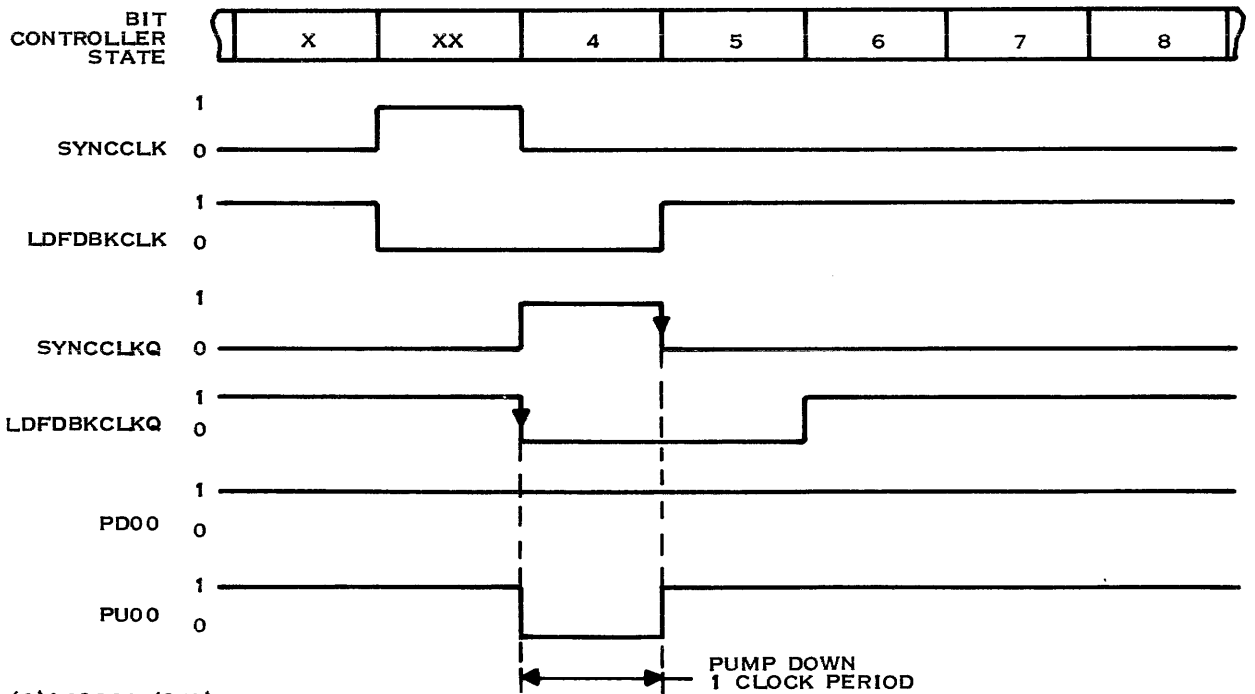 BIT
CONTROLLER
STATE
X XX 4 5 6 7 8
1
SYNCCLK 0
1
LDFDBKCLK 0
1
SYNCCLKQ 0
1
LDFDBKCLKQ 0
1
PD00 0
1
PU00 0
PUMP DOWN
1 CLOCK PERIOD